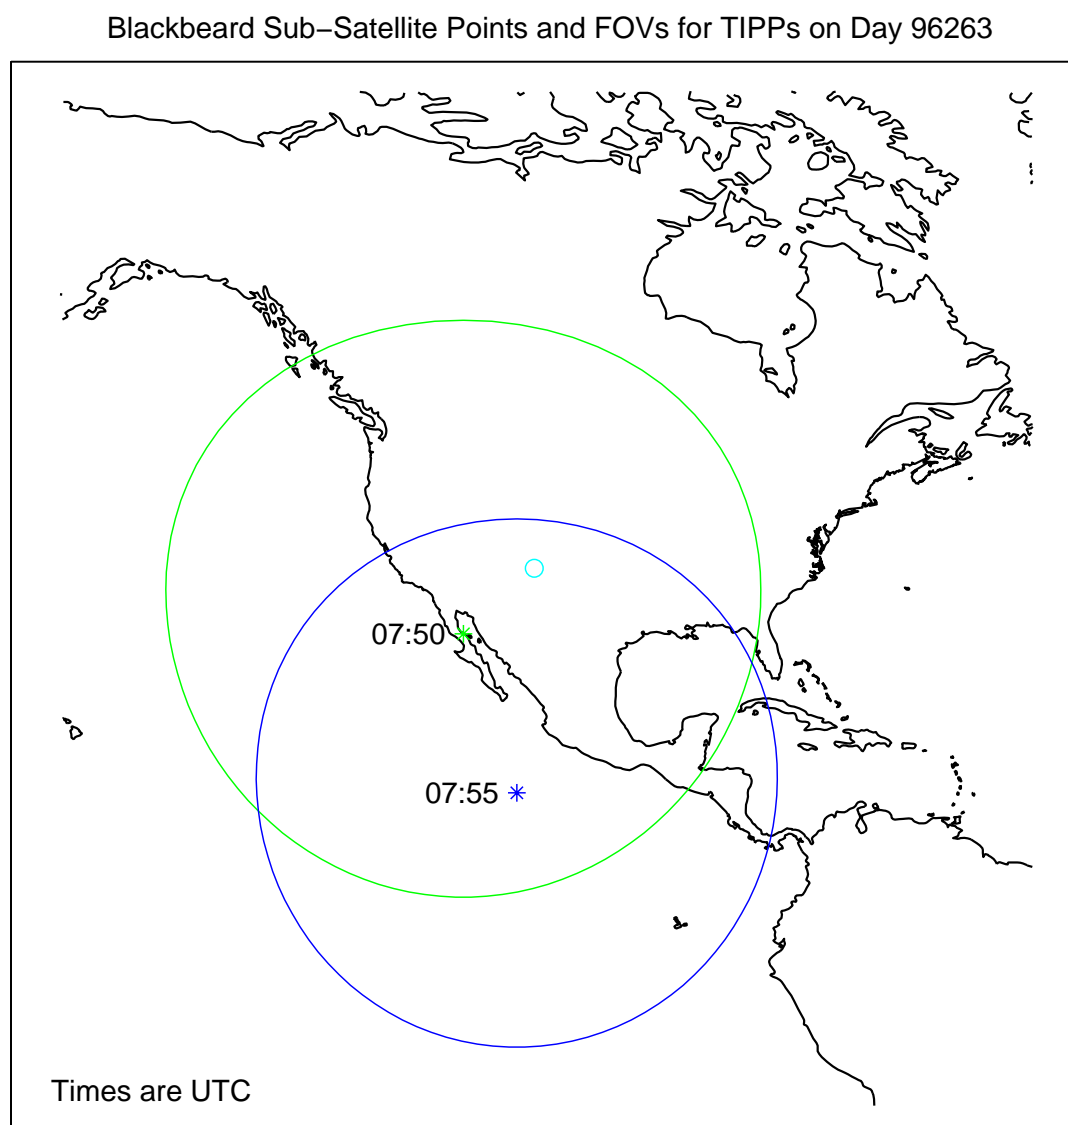 Blackbeard Sub−Satellite Points and FOVs for TIPPs on Day 96263
07:50
07:55
Times are UTC